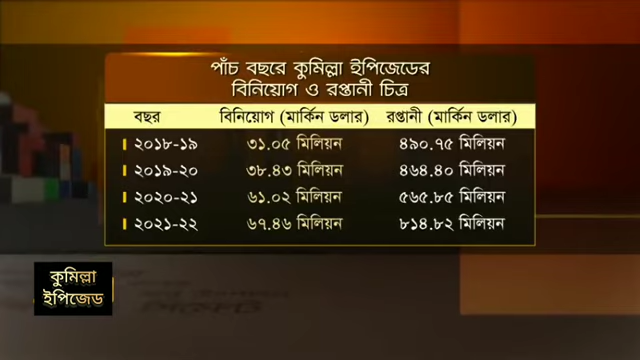 পাঁচ বছরে কুমিল্লা ইপিজেডের
বিনিয়োগ ও রপ্তানী চিত্র
বছর বিনিয়োগ (মার্কিন ডলার) রপ্তানী (মার্কিন ডলার)
২০১৮-১৯ ৩১.০৫ মিলিয়ন ৪৯০.৭৫ মিলিয়ন
২০১৯-২০ ৩৮.৪৩ মিলিয়ন ৪৬৪.৪০ মিলিয়ন
২০২০-২১ ৬১.০২ মিলিয়ন ৫৬৫.৮৫ মিলিয়ন
২০২১-২২ ৬৭.৪৬ মিলিয়ন ৮১৪.৮২ মিলিয়ন
কুমিল্লা
ইপিজেড